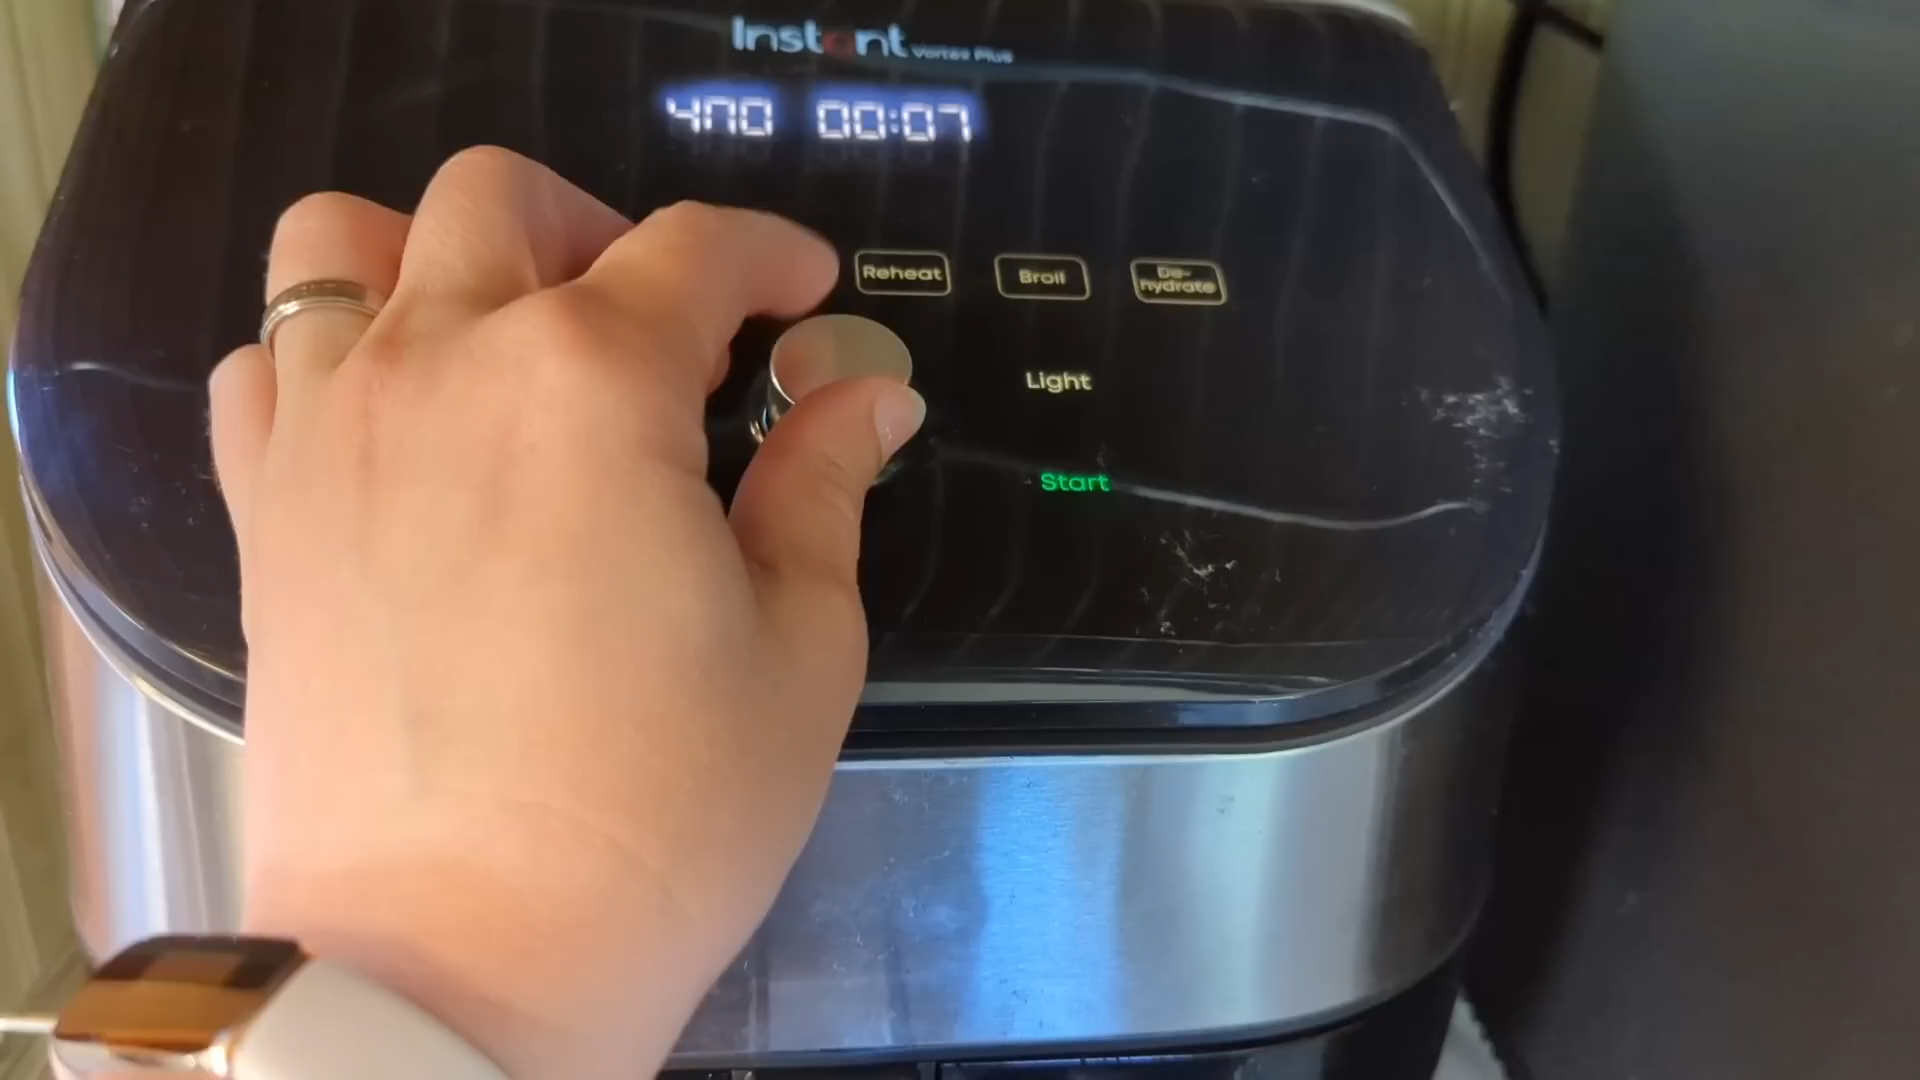 Instant Vortex Plus
400 00:07
Reheat Broil De-
hydrate
Light
Start